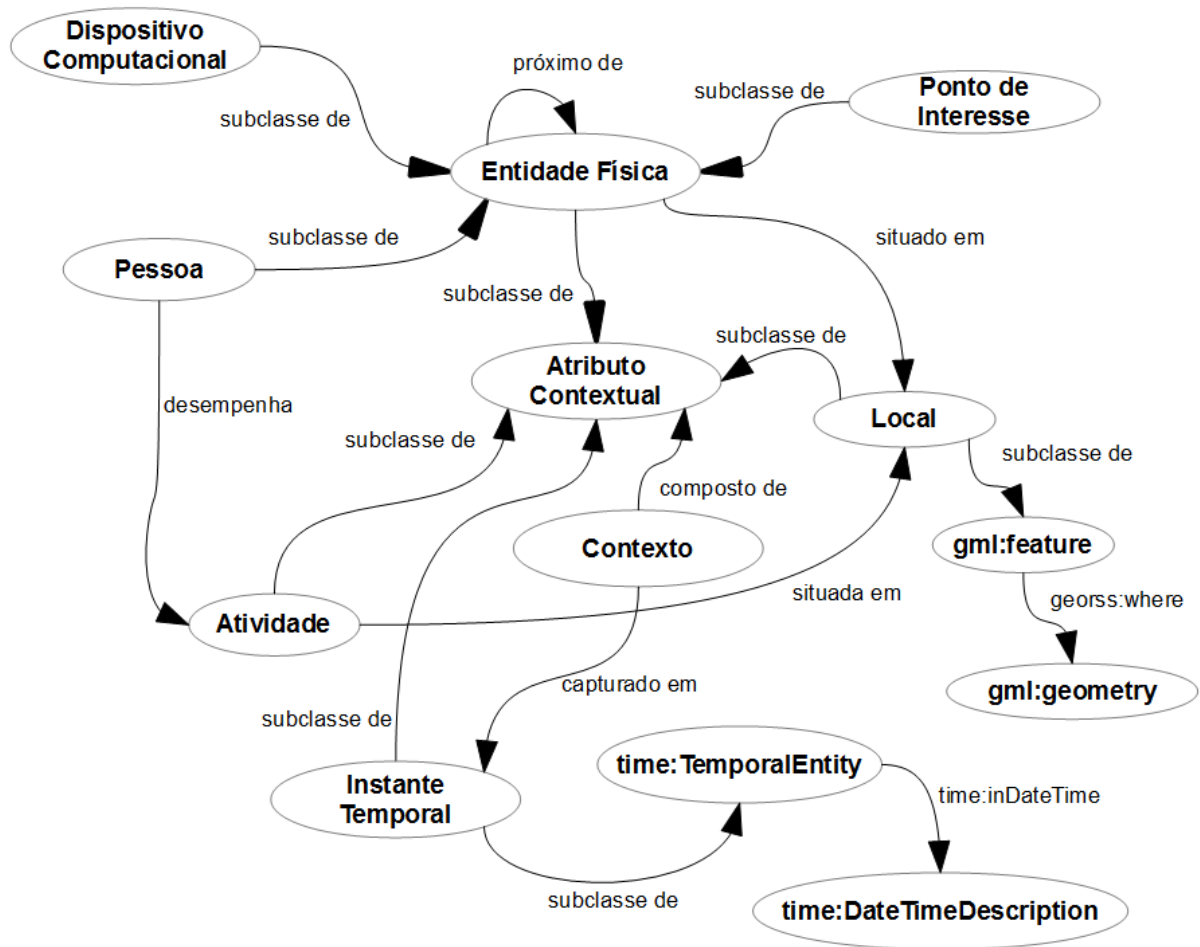 Dispositivo
Computacional
próximo de
Ponto de
Interesse
subclasse de
subclasse de
Entidade Física
subclasse de
situado em
Pessoa
subclasse de
subclasse de
Atributo
Contextual
desempenha
Local
subclasse de
subclasse de
composto de
Contexto
gml:feature
situada em
georss:where
Atividade
capturado em
gml:geometry
subclasse de
time:TemporalEntity
Instante
Temporal
time:inDateTime
subclasse de
time:DateTimeDescription